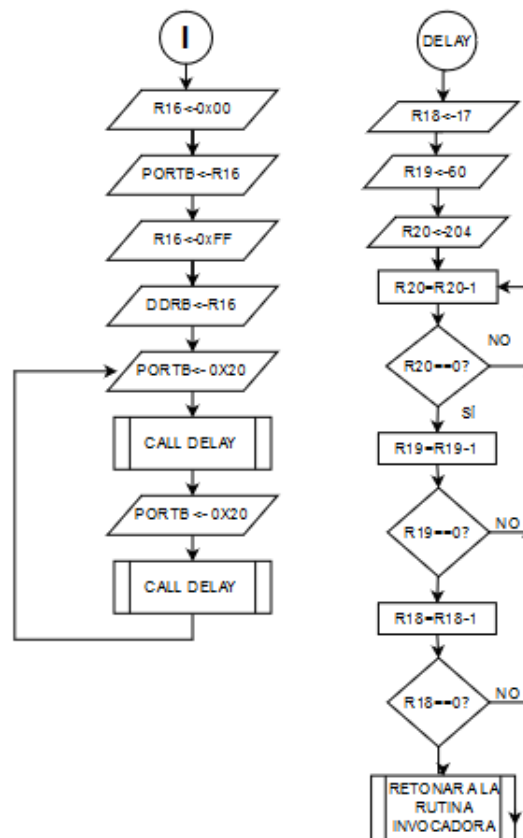 I
R16<-0x00
PORTB<-R16
R16<-0xFF
DDRB<-R16
PORTB<-0X20
CALL DELAY
PORTB<-0X20
CALL DELAY
DELAY
R18<-17
R19<-60
R20<-204
R20=R20-1
R20==0?
NO
SÍ
R19=R19-1
R19==0?
NO
R18=R18-1
R18==0?
NO
RETONAR A LA
RUTINA
INVOCADORA